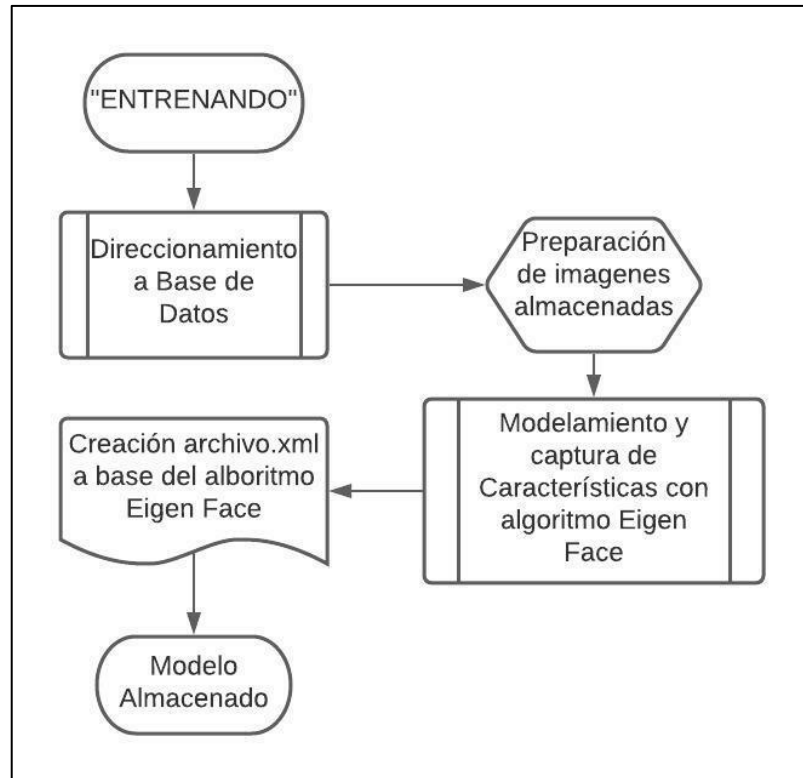 "ENTRENANDO"
Direccionamiento
a Base de
Datos
Preparación
de imagenes
almacenadas
Modelamiento y
captura de
Características con
algoritmo Eigen
Face
Creación archivo.xml
a base del alboritmo
Eigen Face
Modelo
Almacenado